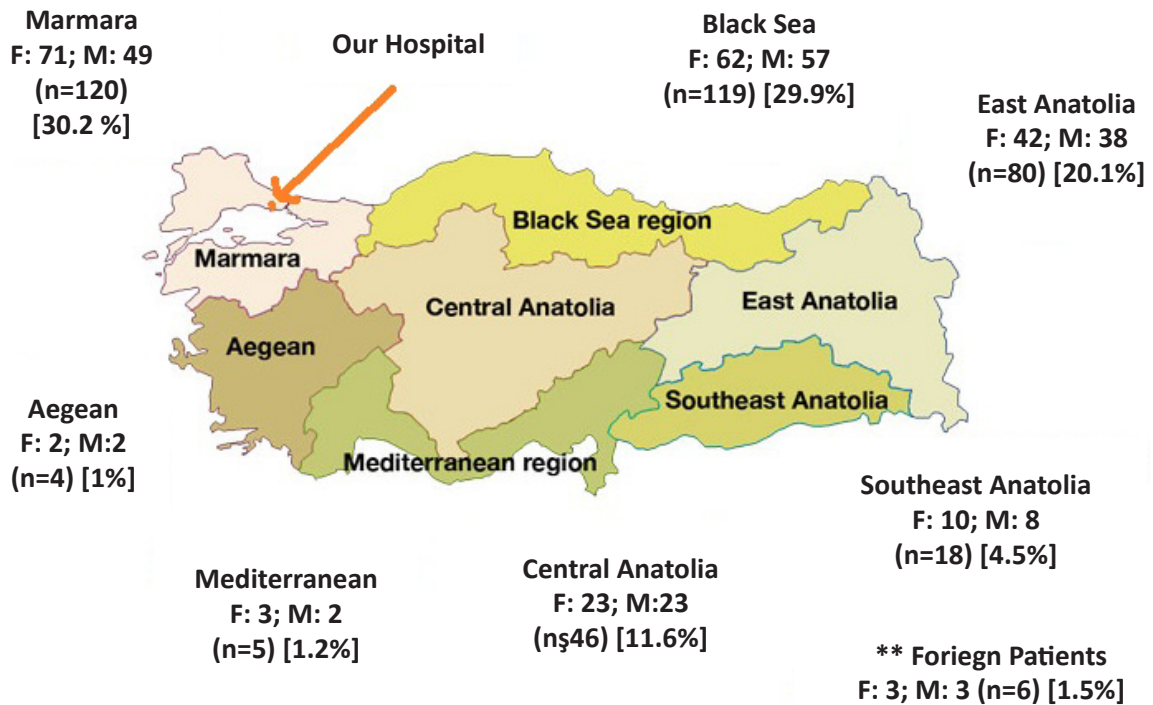 Marmara
F: 71; M: 49
(n=120)
[30.2 %]
Our Hospital
Black Sea
F: 62; M: 57
(n=119) [29.9%]
East Anatolia
F: 42; M: 38
(n=80) [20.1%]
Black Sea region
Marmara
Central Anatolia
East Anatolia
Aegean
Southeast Anatolia
Mediterranean region
Aegean
F: 2; M:2
(n=4) [1%]
Mediterranean
F: 3; M: 2
(n=5) [1.2%]
Central Anatolia
F: 23; M:23
(nş46) [11.6%]
Southeast Anatolia
F: 10; M: 8
(n=18) [4.5%]
** Foriegn Patients
F: 3; M: 3 (n=6) [1.5%]